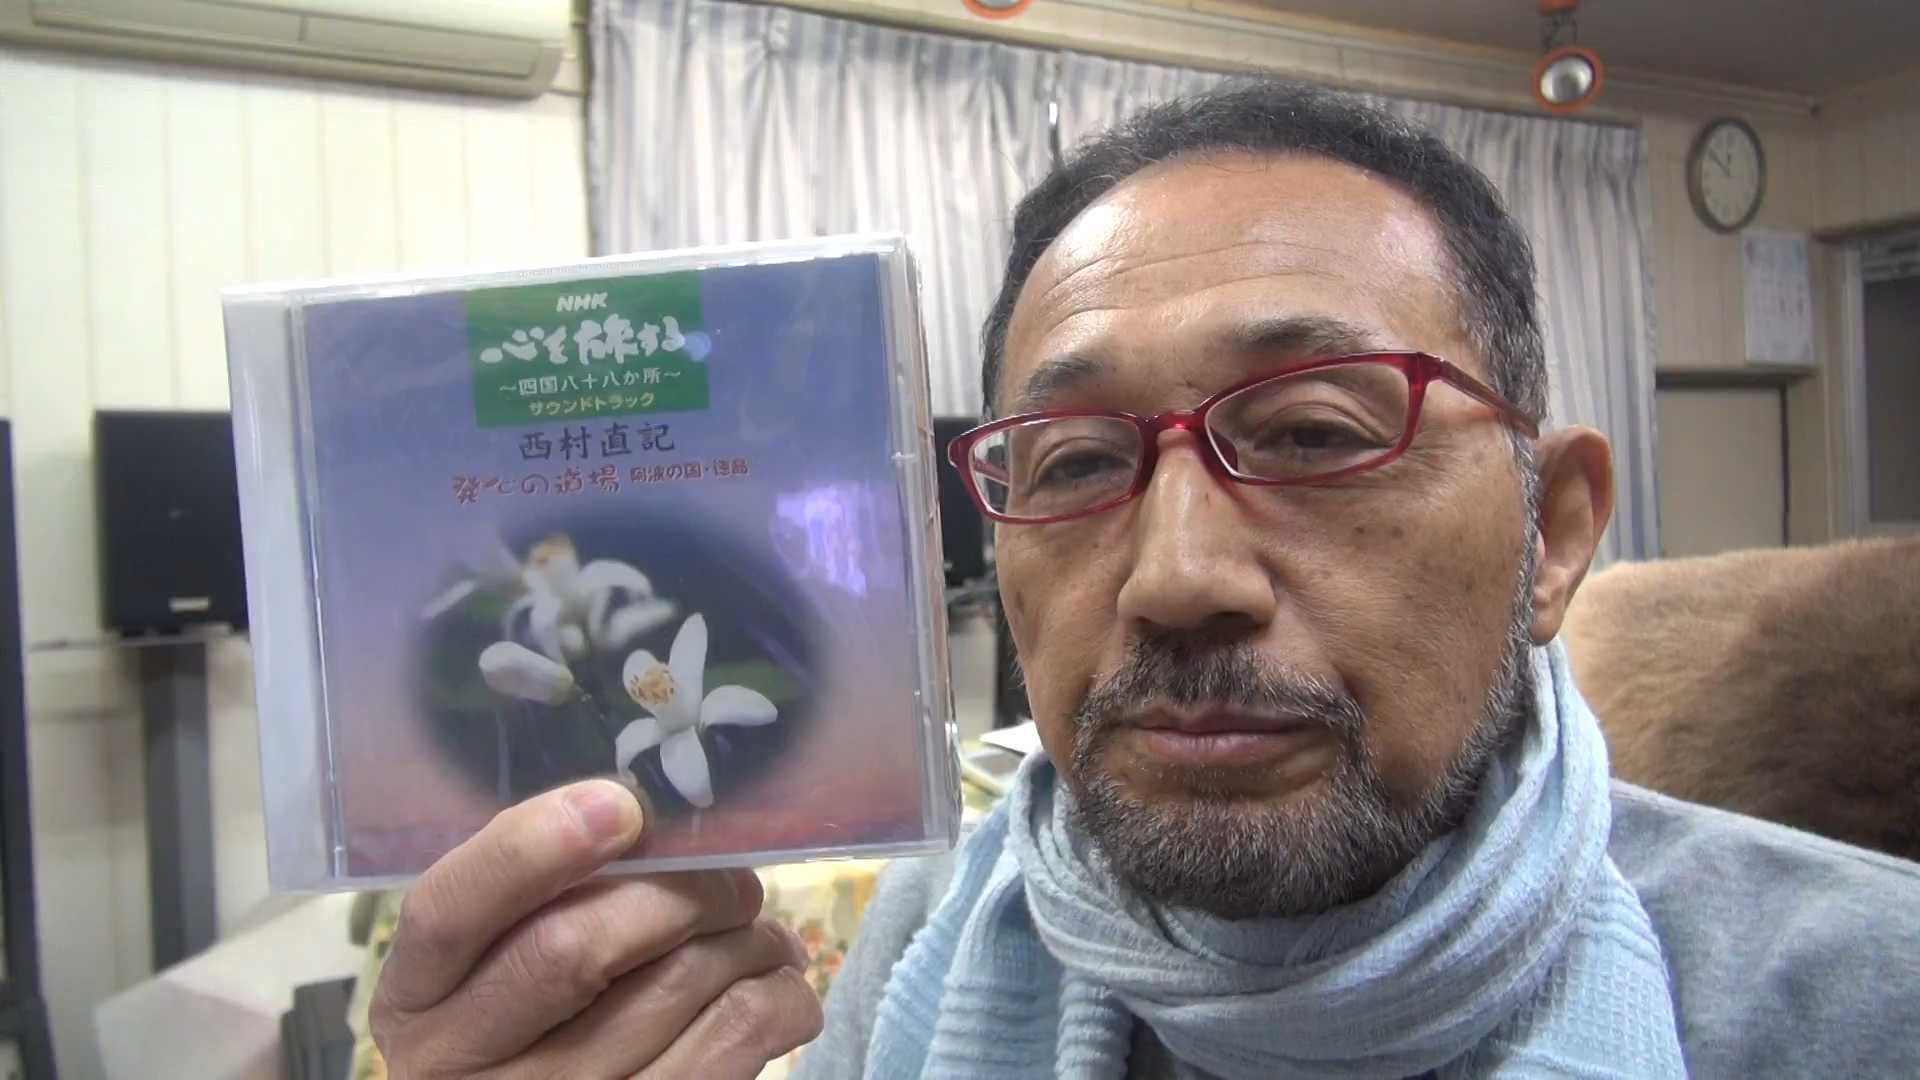 NHK
心を旅する
～四国八十八か所～
サウンドトラック
西村直記
発心の道場 阿波の国・徳島